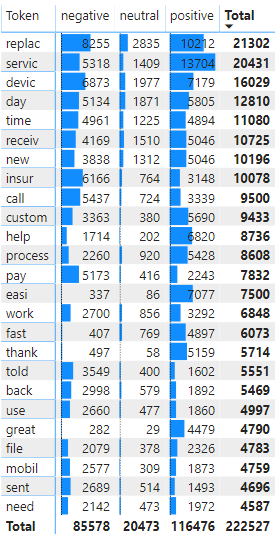 Token negative neutral positive Total
replac 8255 2835 10212 21302
servic 5318 1409 13704 20431
devic 6873 1977 7179 16029
day 5134 1871 5805 12810
time 4961 1225 4894 11080
receiv 4169 1510 5046 10725
new 3838 1312 5046 10196
insur 6166 764 3148 10078
call 5437 724 3339 9500
custom 3363 380 5690 9433
help 1714 202 6820 8736
process 2260 920 5428 8608
pay 5173 416 2243 7832
easi 337 86 7077 7500
work 2700 856 3292 6848
fast 407 769 4897 6073
thank 497 58 5159 5714
told 3549 400 1602 5551
back 2998 579 1892 5469
use 2660 477 1860 4997
great 282 29 4479 4790
file 2079 378 2326 4783
mobil 2577 309 1873 4759
sent 2689 514 1493 4696
need 2142 473 1972 4587
Total 85578 20473 116476 222527